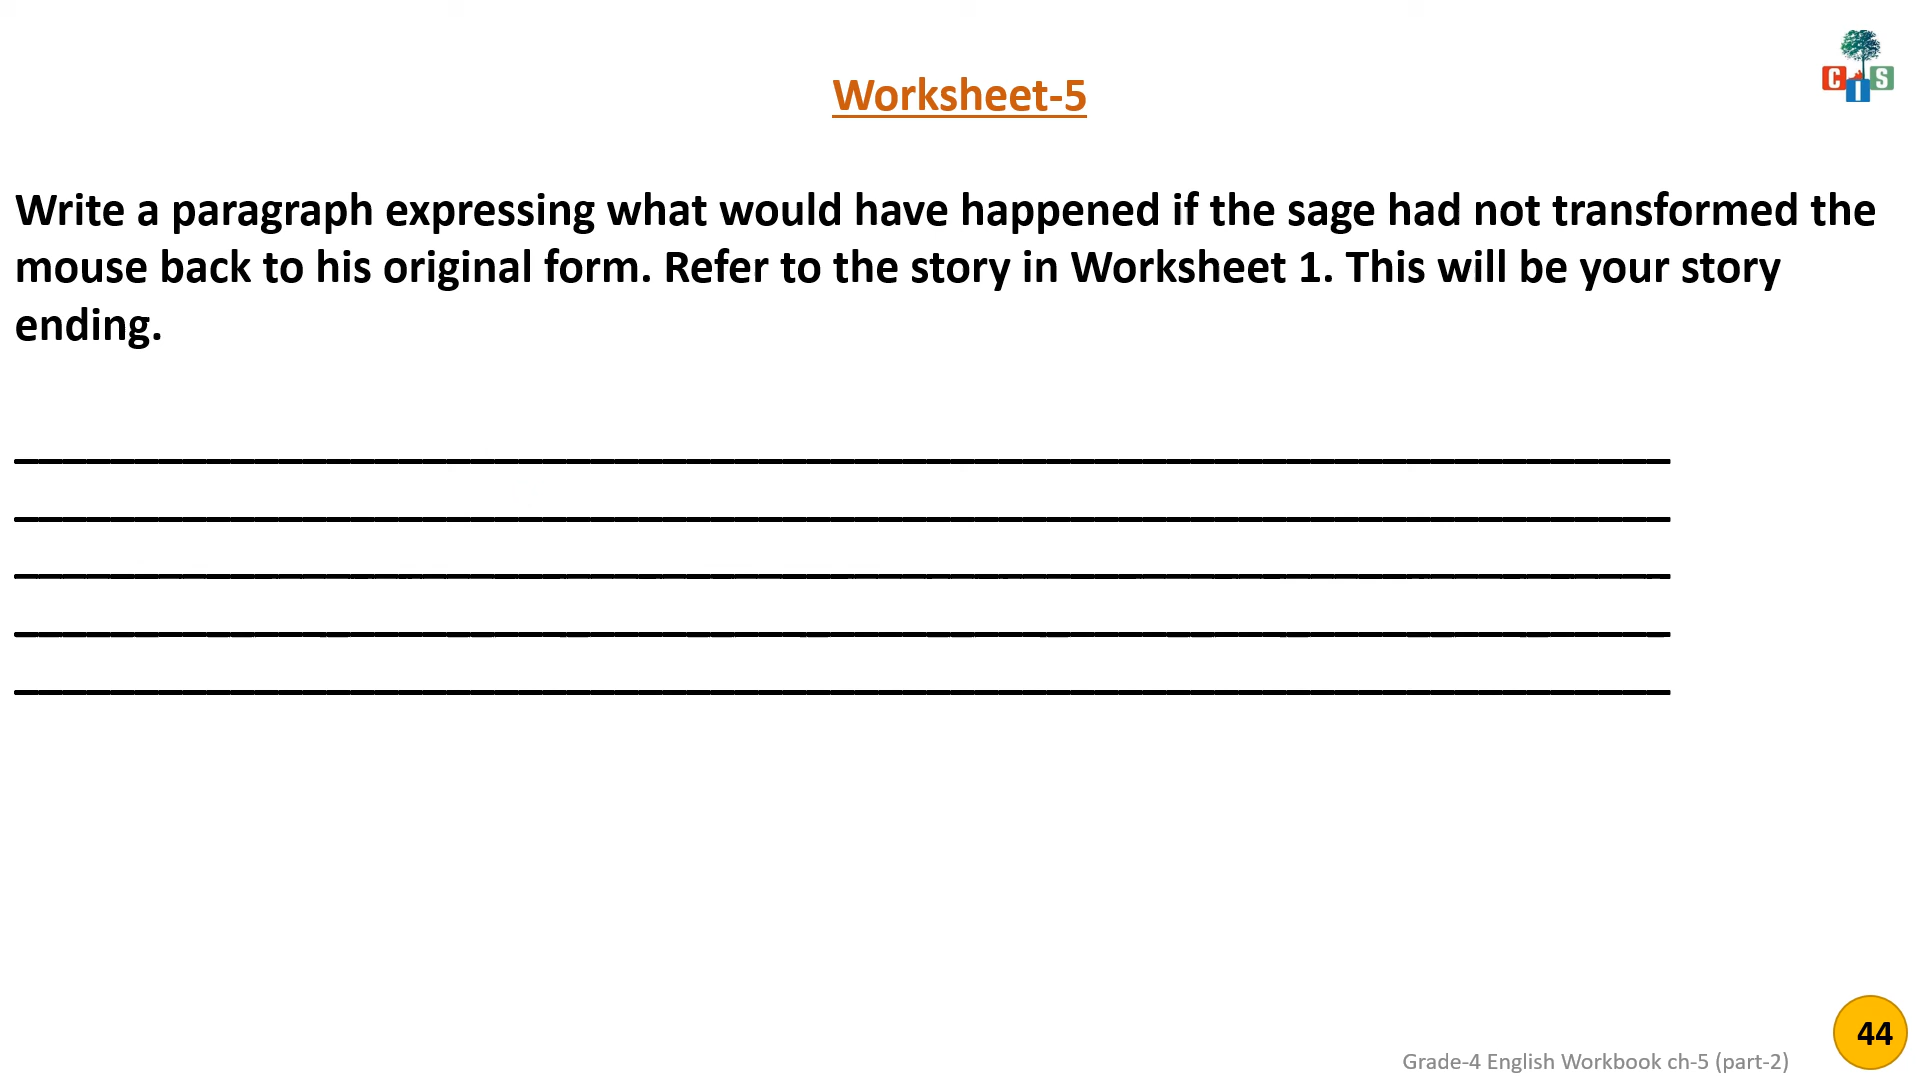 CIS
Worksheet-5
Write a paragraph expressing what would have happened if the sage had not transformed the
mouse back to his original form. Refer to the story in Worksheet 1. This will be your story
ending.
44
Grade-4 English Workbook ch-5 (part-2)